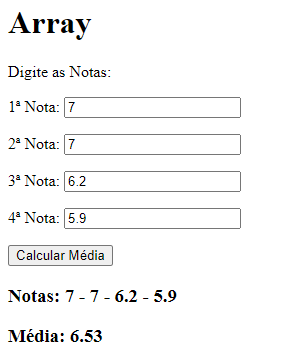 Array
Digite as Notas:
1ª Nota: 7
2ª Nota: 7
3ª Nota: 6.2
4ª Nota: 5.9
Calcular Média
Notas: 7 - 7 - 6.2 - 5.9
Média: 6.53